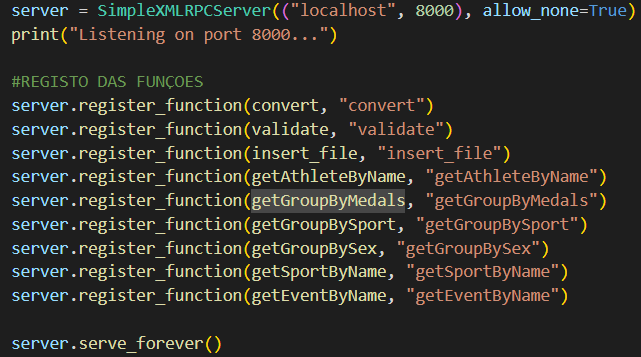 server = SimpleXMLRPCServer(("localhost", 8000), allow_none=True)
print("Listening on port 8000...")
#REGISTO DAS FUNÇOES
server.register_function(convert, "convert")
server.register_function(validate, "validate")
server.register_function(insert_file, "insert_file")
server.register_function(getAthleteByName, "getAthleteByName")
server.register_function(getGroupByMedals, "getGroupByMedals")
server.register_function(getGroupBySport, "getGroupBySport")
server.register_function(getGroupBySex, "getGroupBySex")
server.register_function(getSportByName, "getSportByName")
server.register_function(getEventByName, "getEventByName")
server.serve_forever()